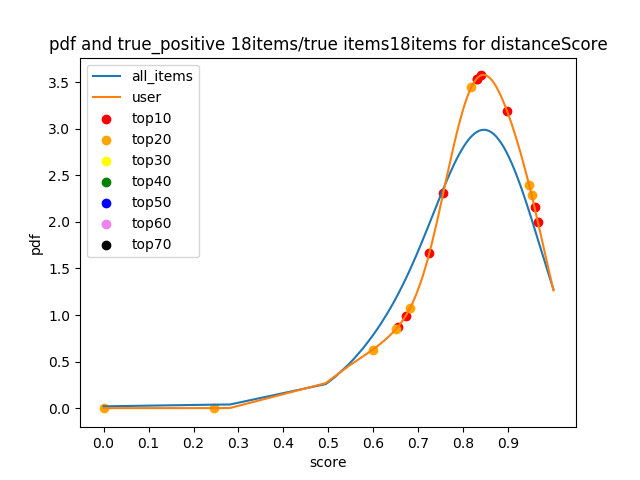 pdf and true_positive 18items/true items18items for distanceScore
all_items
user
top10
top20
top30
top40
top50
top60
top70
pdf
3.5
3.0
2.5
2.0
1.5
1.0
0.5
0.0
0.0 0.1 0.2 0.3 0.4 0.5 0.6 0.7 0.8 0.9
score